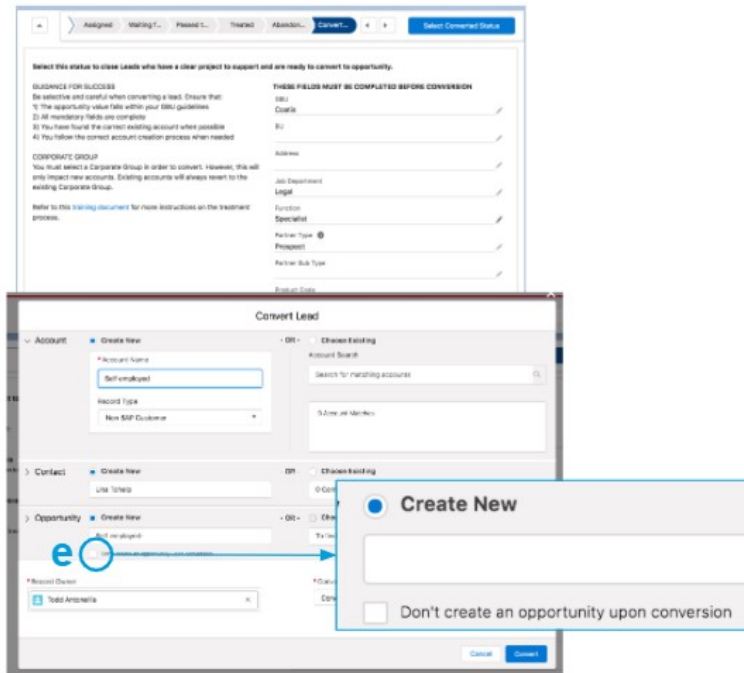 Assigned Waiting f... Passed t... Treated Abandon... Convert... Select Converted Status
Select this status to close Leads who have a clear project to support and are ready to convert to opportunity.
GUIDANCE FOR SUCCESS
Be selective and careful when converting a lead. Ensure that:
1) The opportunity value falls within your GBU guidelines
2) All mandatory fields are complete
3) You have found the correct existing account when possible
4) You follow the correct account creation process when needed
CORPORATE GROUP
You must select a Corporate Group in order to convert. However, this will
only impact new accounts. Existing accounts will always revert to the
existing Corporate Group.
Refer to this training document for more instructions on the treatment
process.
THESE FIELDS MUST BE COMPLETED BEFORE CONVERSION
GBU
Coatis
BU
Address
Job Department
Legal
Function
Specialist
Partner Type
Prospect
Partner Sub Type
Product Code
Convert Lead
Account Create New - OR - Choose Existing
*Account Name Account Search
Self employed Search for matching accounts
Record Type
Non SAP Customer 0 Account Matches
Contact Create New OR - Choose Existing
Lina Tohelp 0 Con
Opportunity Create New - OR - Cho
Self employed
e
*Record Owner
Todd Antonelle
Cancel Convert
Create New
Don't create an opportunity upon conversion